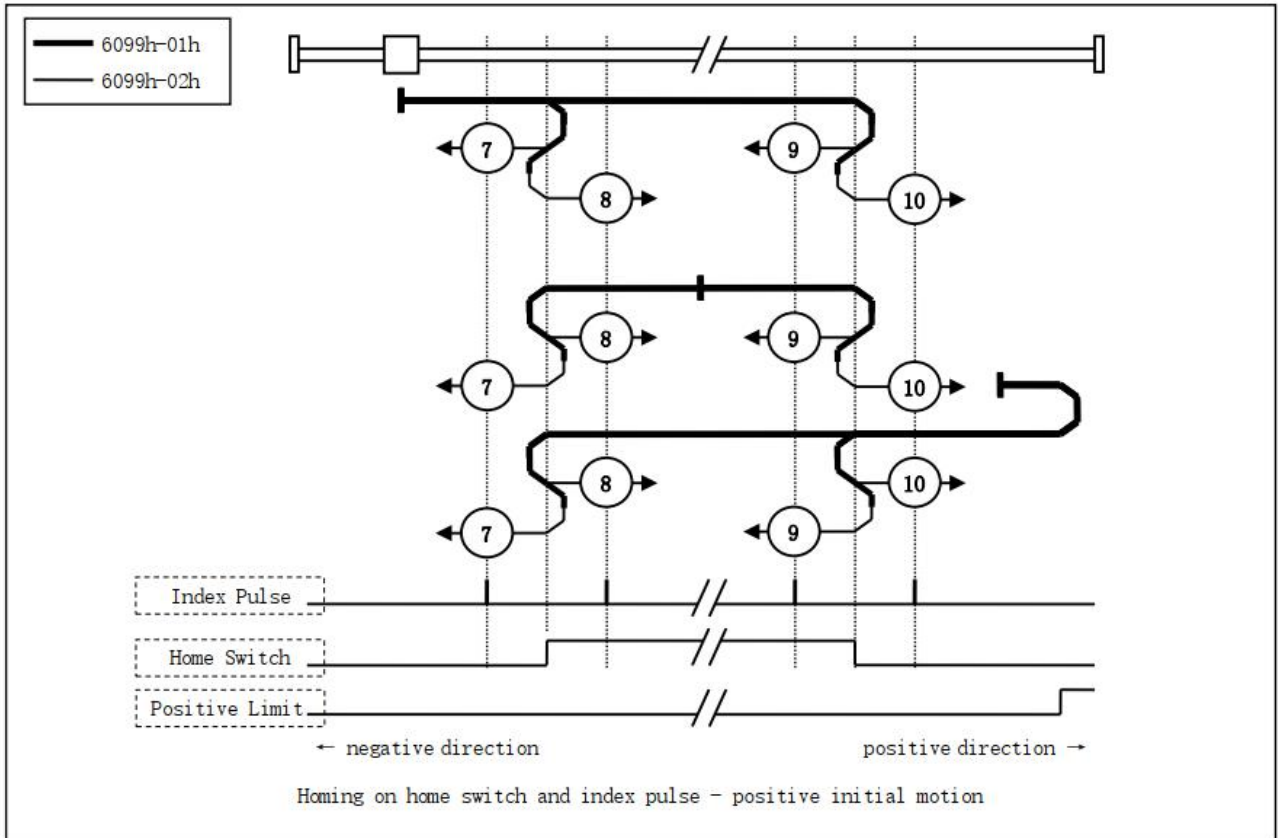 6099h-01h
6099h-02h
7
9
8
10
8
9
7
10
8
10
7
9
Index Pulse
Home Switch
Positive Limit
← negative direction
positive direction →
Homing on home switch and index pulse - positive initial motion